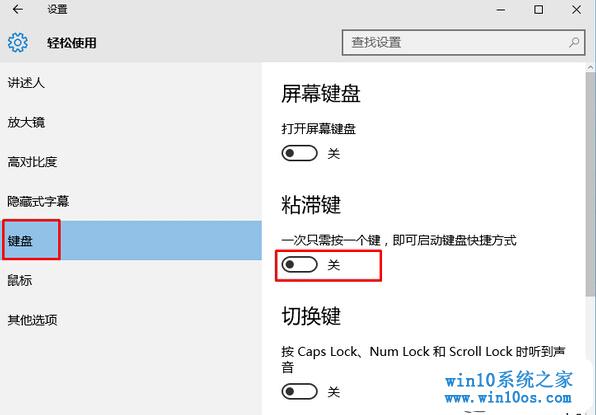 设置
轻松使用
查找设置
讲述人
放大镜
高对比度
隐藏式字幕
键盘
鼠标
其他选项
屏幕键盘
打开屏幕键盘
关
粘滞键
一次只需按一个键，即可启动键盘快捷方式
关
切换键
按 Caps Lock、Num Lock 和 Scroll Lock 时听到声
音
关
win10系统之家
www.win10os.com